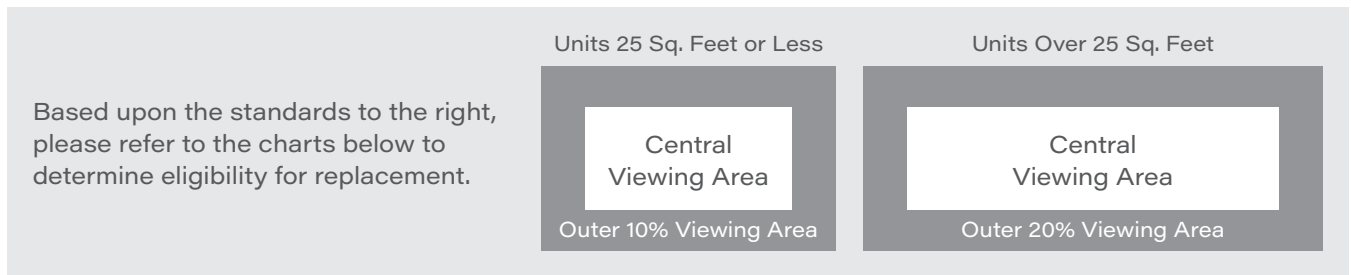 Based upon the standards to the right,
please refer to the charts below to
determine eligibility for replacement.
Units 25 Sq. Feet or Less
Central
Viewing Area
Outer 10% Viewing Area
Units Over 25 Sq. Feet
Central
Viewing Area
Outer 20% Viewing Area